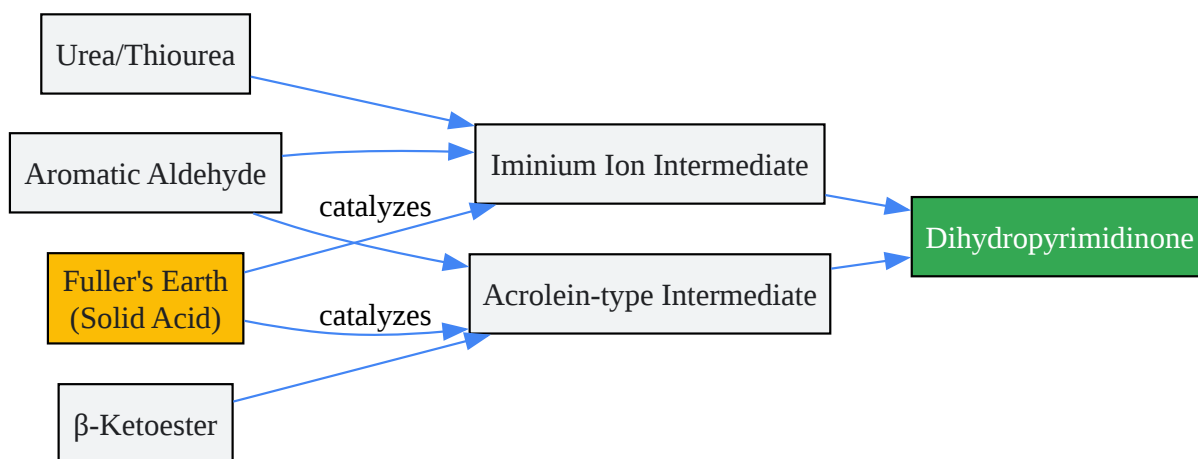 Urea/Thiourea
Aromatic Aldehyde
Fuller's Earth
(Solid Acid)
β-Ketoester
catalyzes
catalyzes
Iminium Ion Intermediate
Acrolein-type Intermediate
Dihydropyrimidinone